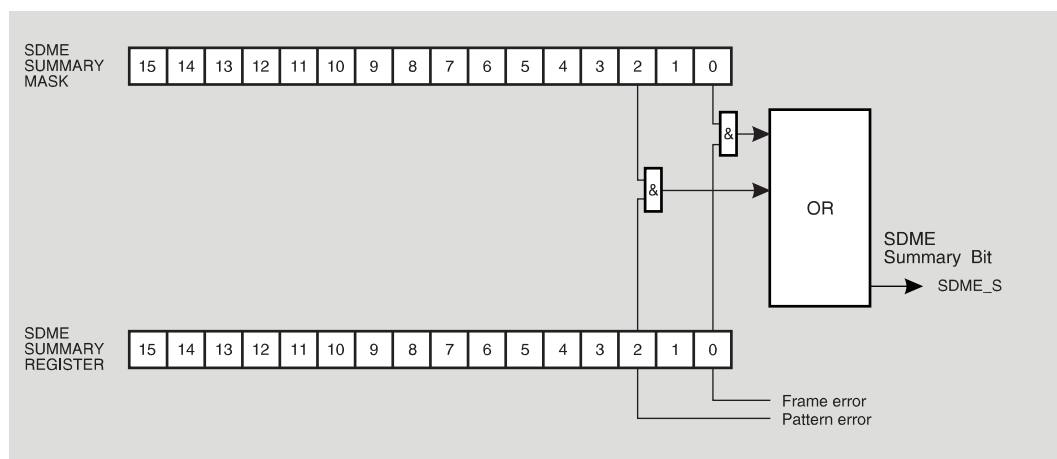 SDME
SUMMARY
MASK
15 14 13 12 11 10 9 8 7 6 5 4 3 2 1 0
&
&
OR
SDME
Summary Bit
SDME_S
SDME
SUMMARY
REGISTER
15 14 13 12 11 10 9 8 7 6 5 4 3 2 1 0
Frame error
Pattern error